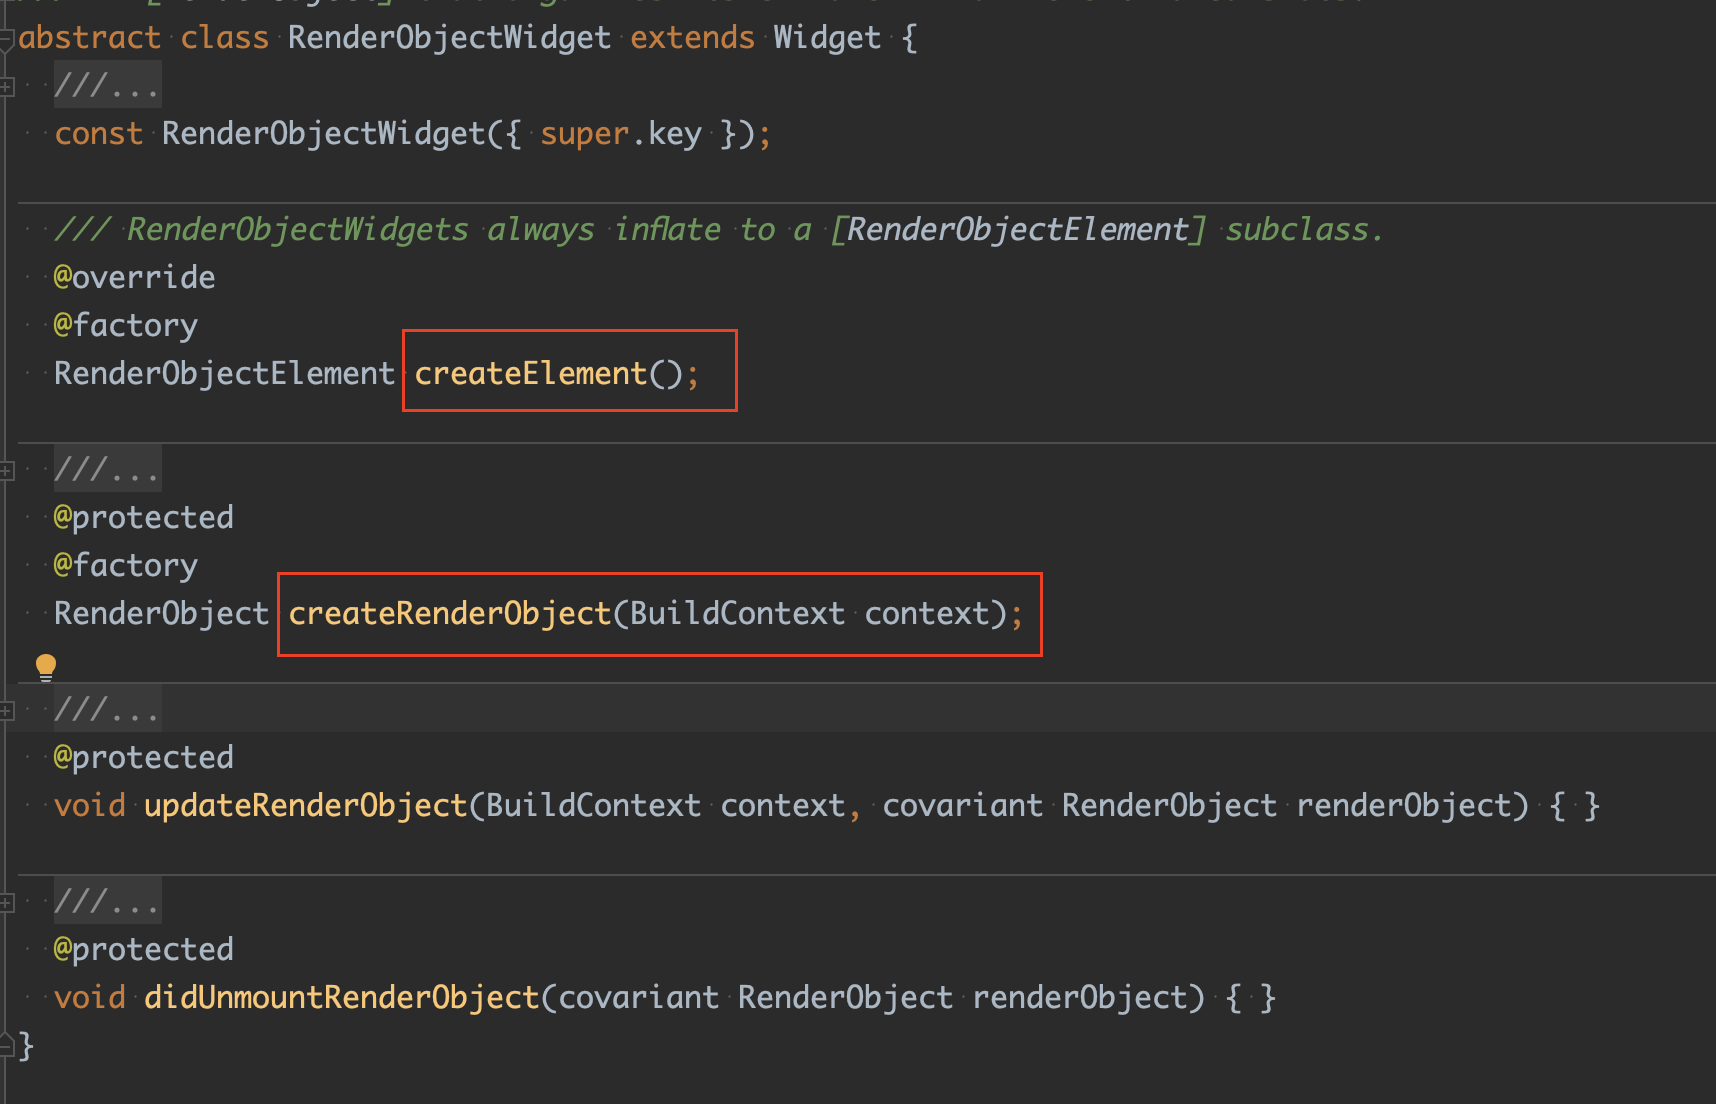 abstract class RenderObjectWidget extends Widget {
///...
const RenderObjectWidget({ super.key });
/// RenderObjectWidgets always inflate to a [RenderObjectElement] subclass.
@override
@factory
RenderObjectElement createElement();
///...
@protected
@factory
RenderObject createRenderObject(BuildContext context);
///...
@protected
void updateRenderObject(BuildContext context, covariant RenderObject renderObject) { }
///...
@protected
void didUnmountRenderObject(covariant RenderObject renderObject) { }
}